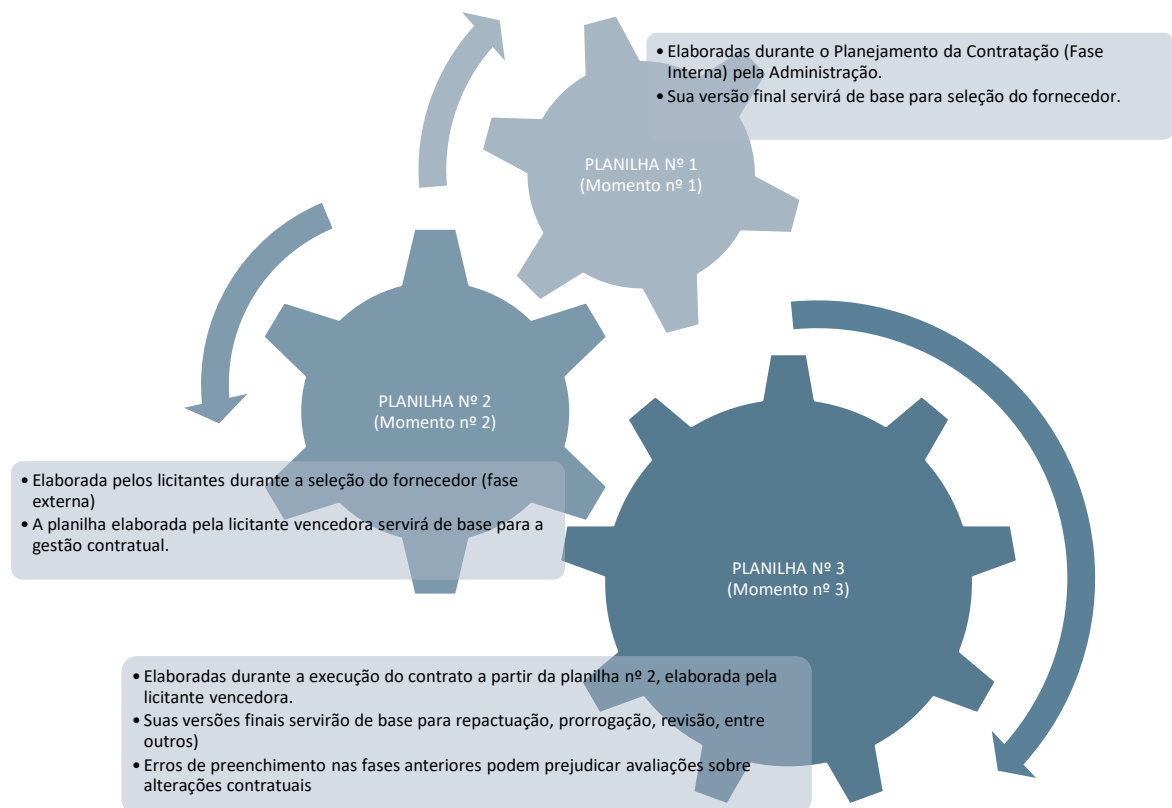 • Elaboradas durante o Planejamento da Contratação (Fase
Interna) pela Administração.
• Sua versão final servirá de base para seleção do fornecedor.
PLANILHA Nº 1
(Momento nº 1)
PLANILHA Nº 2
(Momento nº 2)
• Elaborada pelos licitantes durante a seleção do fornecedor (fase
externa)
• A planilha elaborada pela licitante vencedora servirá de base para a
gestão contratual.
PLANILHA Nº 3
(Momento nº 3)
• Elaboradas durante a execução do contrato a partir da planilha nº 2, elaborada pela
licitante vencedora.
• Suas versões finais servirão de base para repactuação, prorrogação, revisão, entre
outros)
• Erros de preenchimento nas fases anteriores podem prejudicar avaliações sobre
alterações contratuais